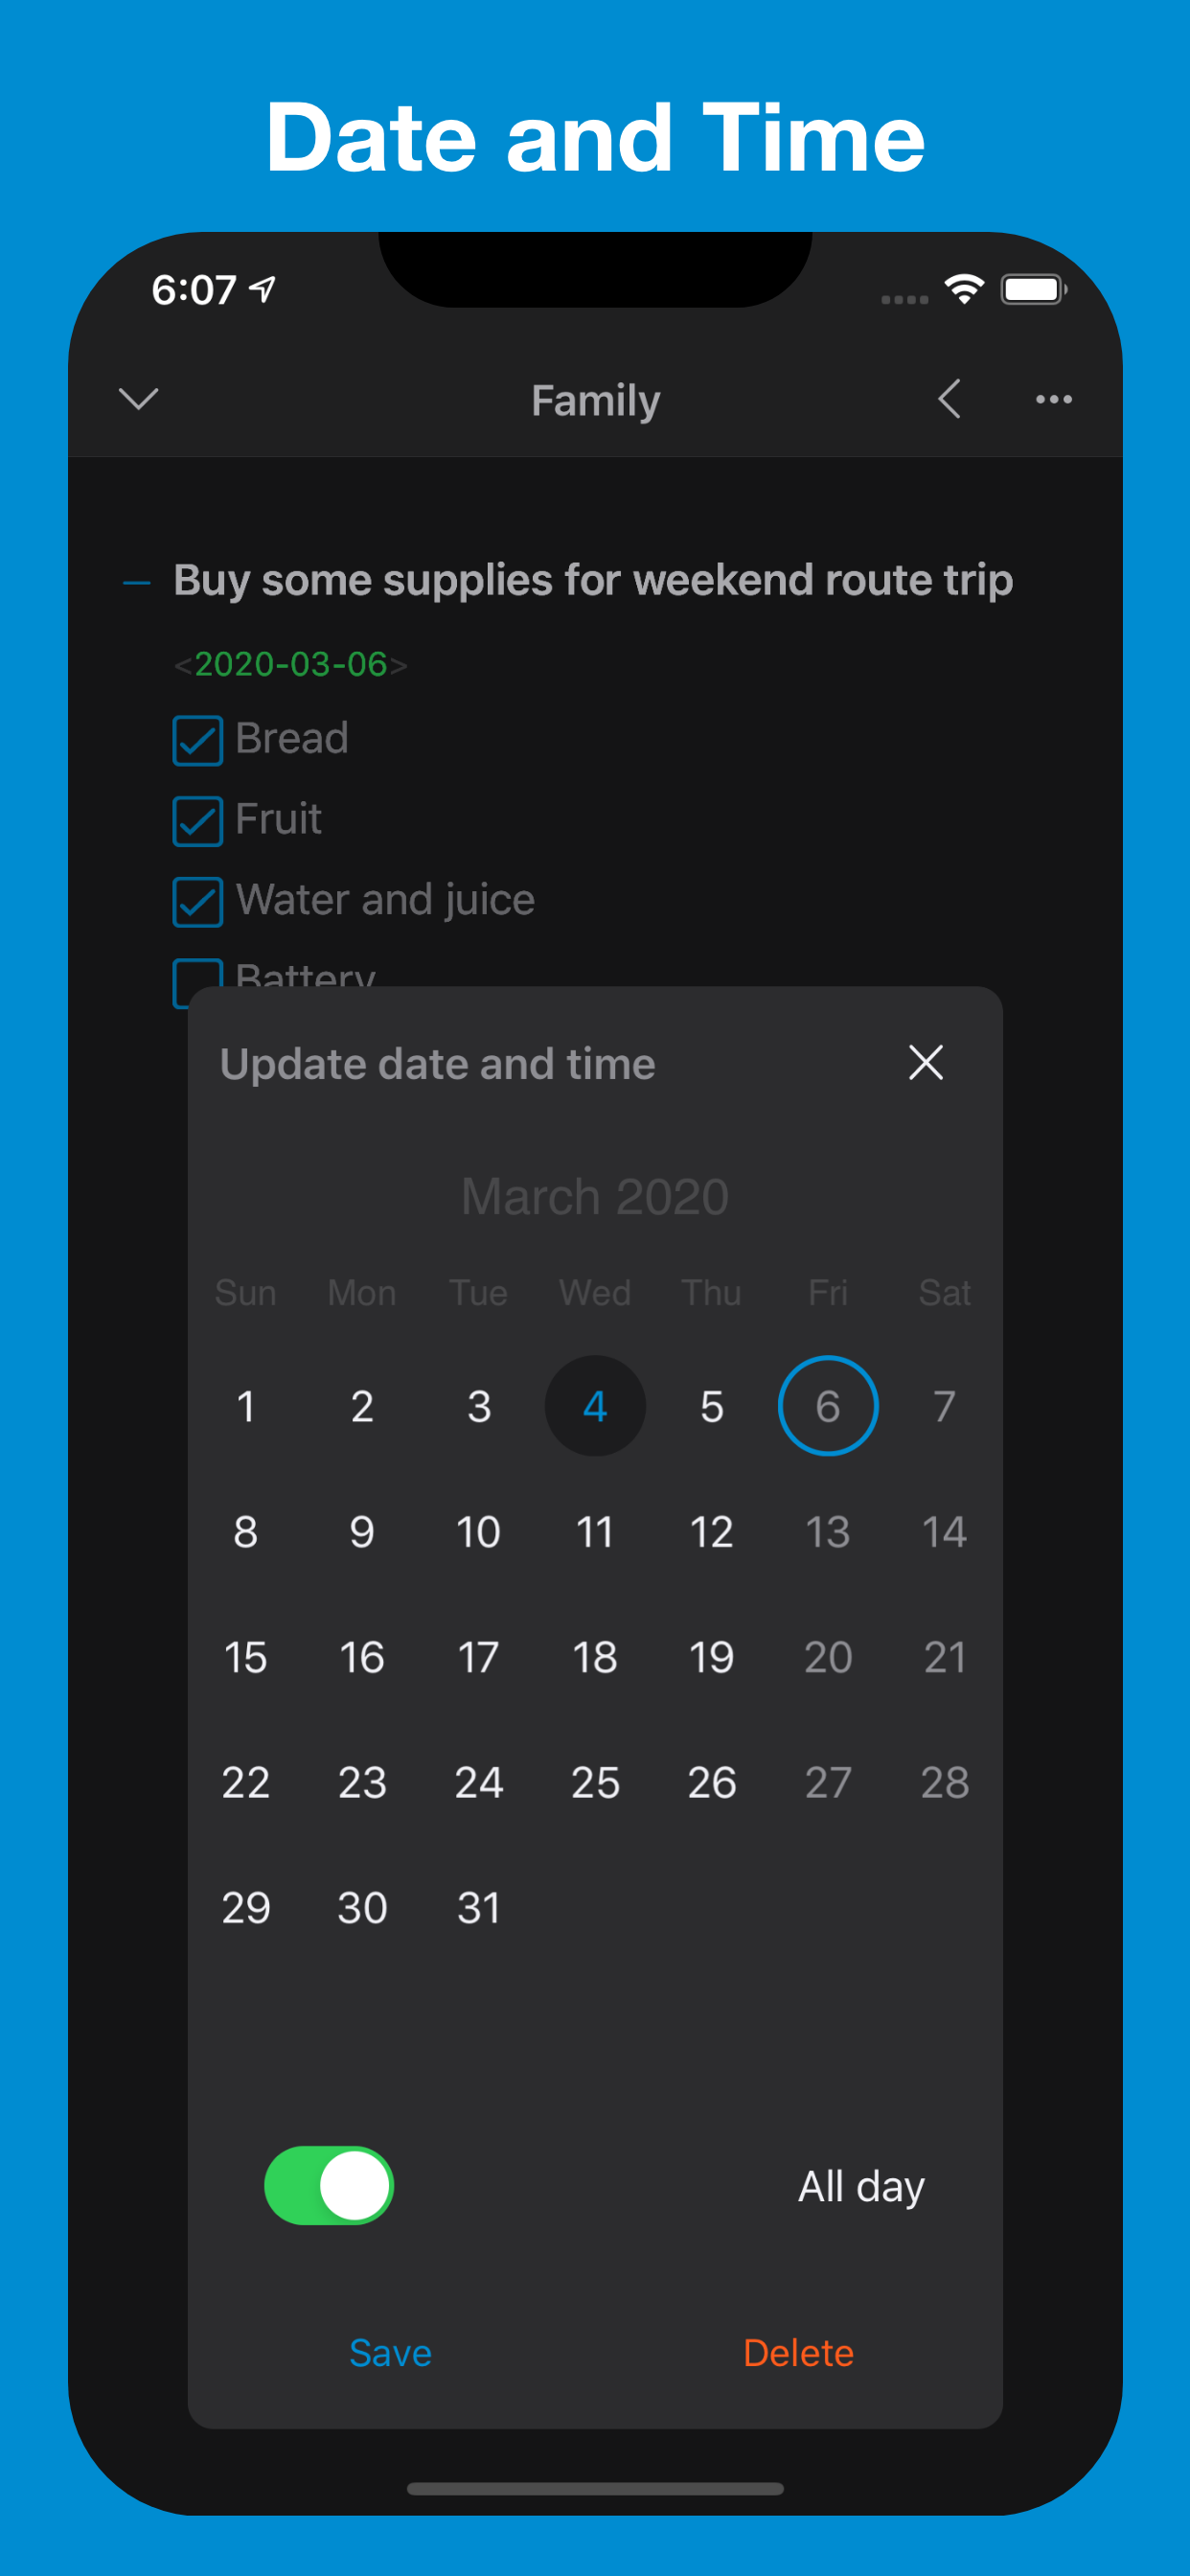 Date and Time
6:07
Family
Buy some supplies for weekend route trip
<2020-03-06>
Bread
Fruit
Water and juice
Battery
Update date and time
March 2020
Sun Mon Tue Wed Thu Fri Sat
1 2 3 4 5 6 7
8 9 10 11 12 13 14
15 16 17 18 19 20 21
22 23 24 25 26 27 28
29 30 31
All day
Save Delete